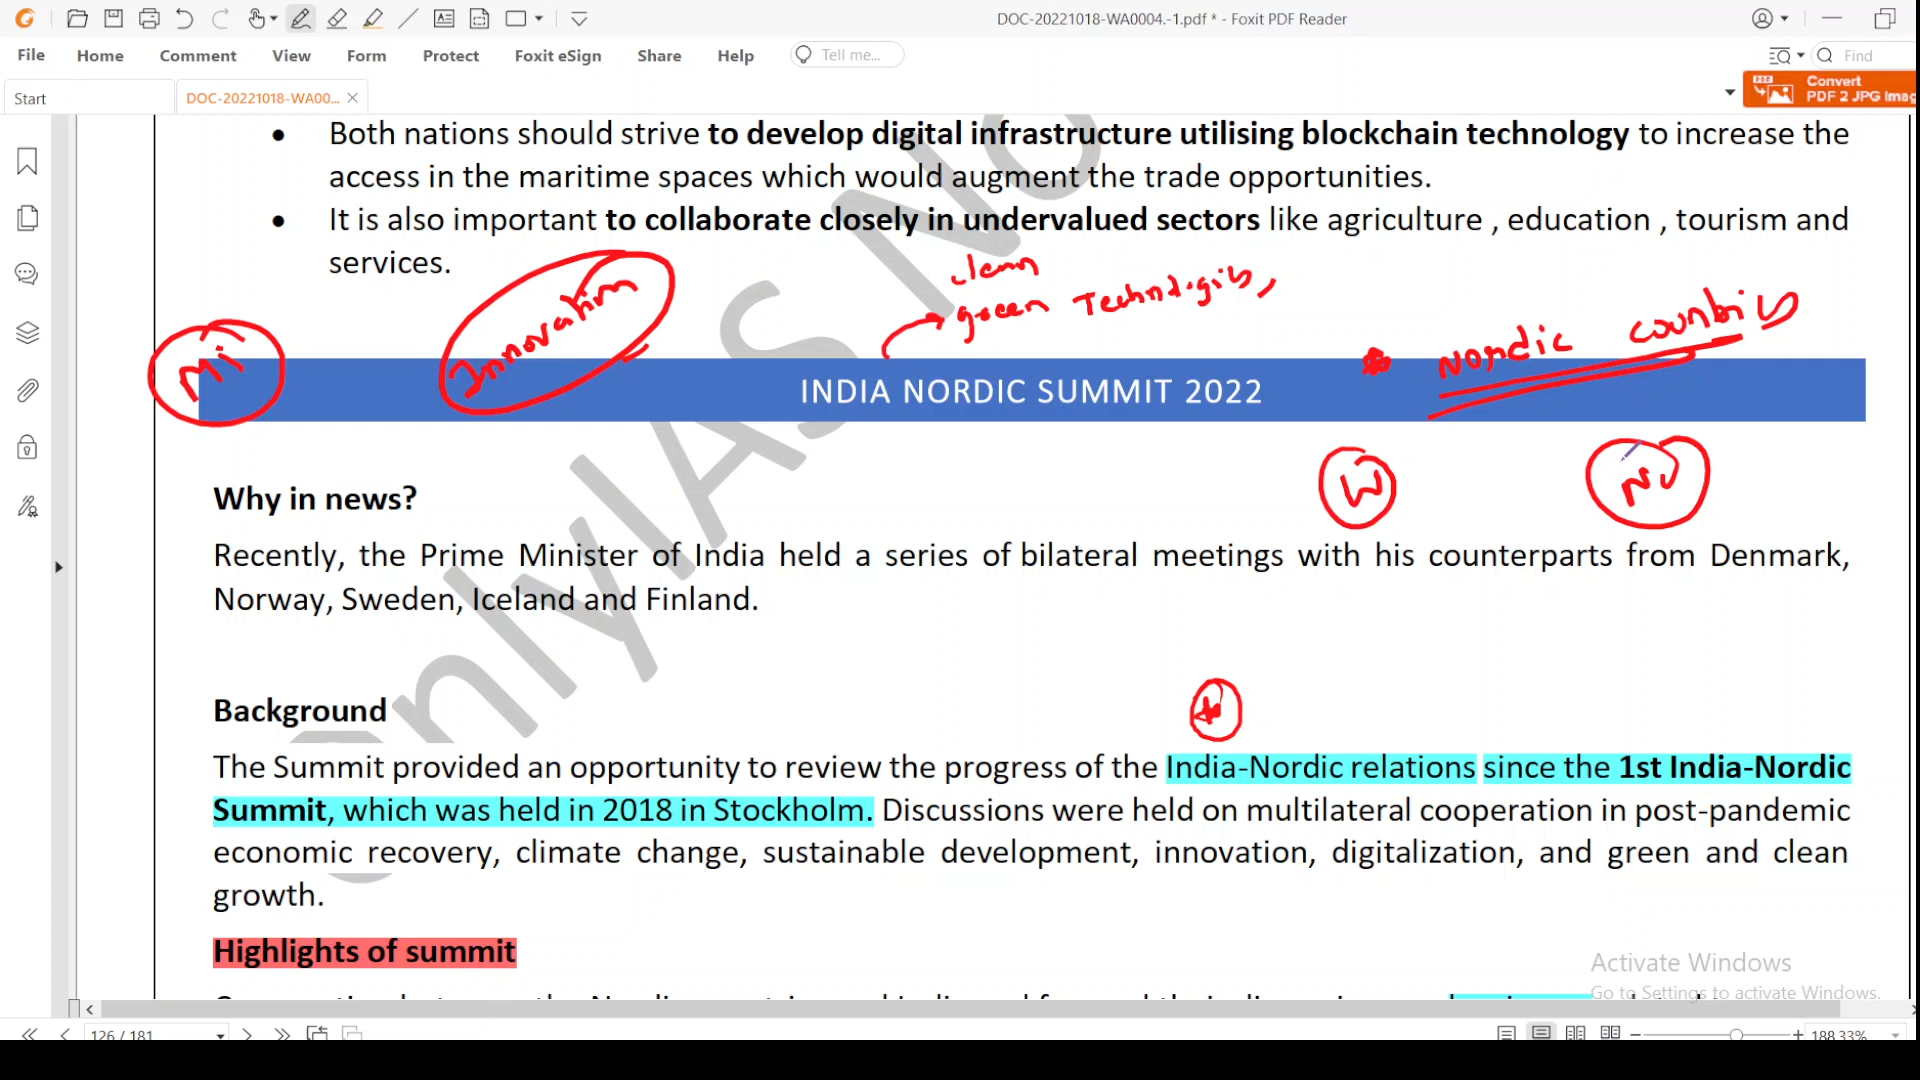 DOC-20221018-WA0004.-1.pdf * - Foxit PDF Reader
File Home Comment View Form Protect Foxit eSign Share Help Tell me... Find
Start DOC-20221018-WA00... Convert
PDF 2 JPG Imag
• Both nations should strive to develop digital infrastructure utilising blockchain technology to increase the
access in the maritime spaces which would augment the trade opportunities.
• It is also important to collaborate closely in undervalued sectors like agriculture , education , tourism and
services.
clean
Innovation green Technologies,
Mi Nordic countries
INDIA NORDIC SUMMIT 2022
W
Why in news?
Recently, the Prime Minister of India held a series of bilateral meetings with his counterparts from Denmark,
Norway, Sweden, Iceland and Finland.
Background
The Summit provided an opportunity to review the progress of the India-Nordic relations since the 1st India-Nordic
Summit, which was held in 2018 in Stockholm. Discussions were held on multilateral cooperation in post-pandemic
economic recovery, climate change, sustainable development, innovation, digitalization, and green and clean
growth.
Highlights of summit
Activate Windows
Go to Settings to activate Windows.
126 / 181 188.33%